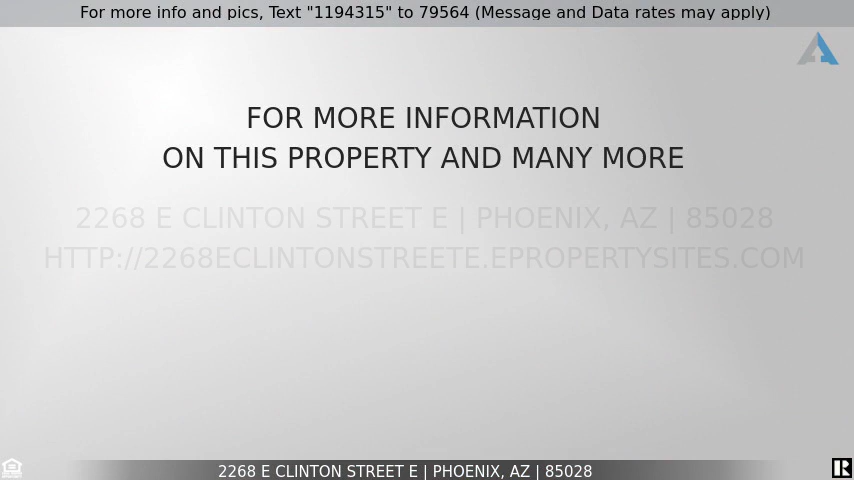 For more info and pics, Text "1194315" to 79564 (Message and Data rates may apply)
FOR MORE INFORMATION
ON THIS PROPERTY AND MANY MORE
2268 E CLINTON STREET E | PHOENIX, AZ | 85028
HTTP://2268ECLINTONSTREETE.EPROPERTYSITES.COM
2268 E CLINTON STREET E | PHOENIX, AZ | 85028